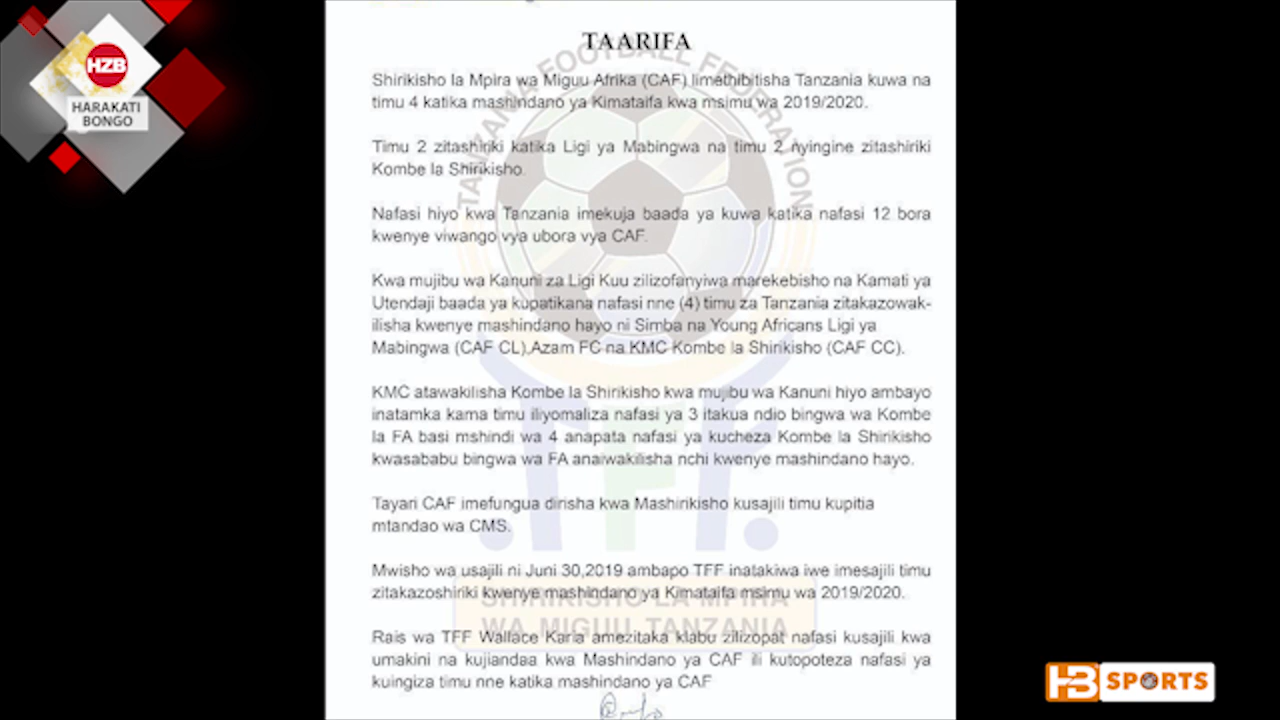 HZB
HARAKATI
BONGO
TAARIFA
Shirikisho la Mpira wa Miguu Afrika (CAF) limethibitisha Tanzania kuwa na
timu 4 katika mashindano ya Kimataifa kwa msimu wa 2019/2020.
Timu 2 zitashiriki katika Ligi ya Mabingwa na timu 2 nyingine zitashiriki
Kombe la Shirikisho.
Nafasi hiyo kwa Tanzania imekuja baada ya kuwa katika nafasi 12 bora
kwenye viwango vya ubora vya CAF.
Kwa mujibu wa Kanuni za Ligi Kuu zilizofanyiwa marekebisho na Kamati ya
Utendaji baada ya kupatikana nafasi nne (4) timu za Tanzania zitakazowak-
ilisha kwenye mashindano hayo ni Simba na Young Africans Ligi ya
Mabingwa (CAF CL),Azam FC na KMC Kombe la Shirikisho (CAF CC).
KMC atawakilisha Kombe la Shirikisho kwa mujibu wa Kanuni hiyo ambayo
inatamka kama timu iliyomaliza nafasi ya 3 itakua ndio bingwa wa Kombe
la FA basi mshindi wa 4 anapata nafasi ya kucheza Kombe la Shirikisho
kwasababu bingwa wa FA anaiwakilisha nchi kwenye mashindano hayo.
Tayari CAF imefungua dirisha kwa Mashirikisho kusajili timu kupitia
mtandao wa CMS.
Mwisho wa usajili ni Juni 30,2019 ambapo TFF inatakiwa iwe imesajili timu
zitakazoshiriki kwenye mashindano ya Kimataifa msimu wa 2019/2020.
Rais wa TFF Wallace Karia amezitaka klabu zilizopat nafasi kusajili kwa
umakini na kujiandaa kwa Mashindano ya CAF ili kutopoteza nafasi ya
kuingiza timu nne katika mashindano ya CAF
TANZANIA FOOTBALL FEDERATION
TFF
SHIRIKISHO LA MPIRA
WA MIGUU TANZANIA
HB SPORTS